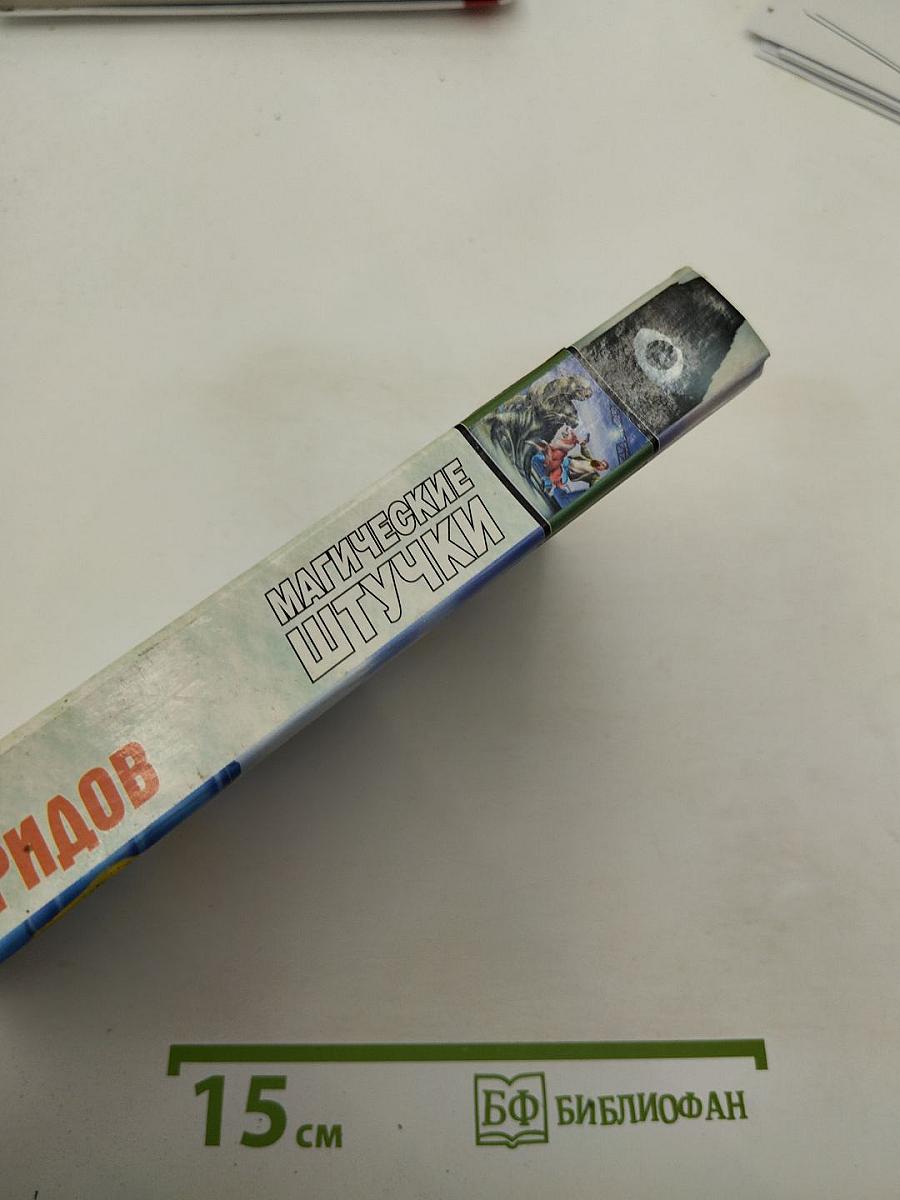 МАГИЧЕСКИЕ
ШТУЧКИ
РИДОВ
15 см
БФ БИБЛИОФАН